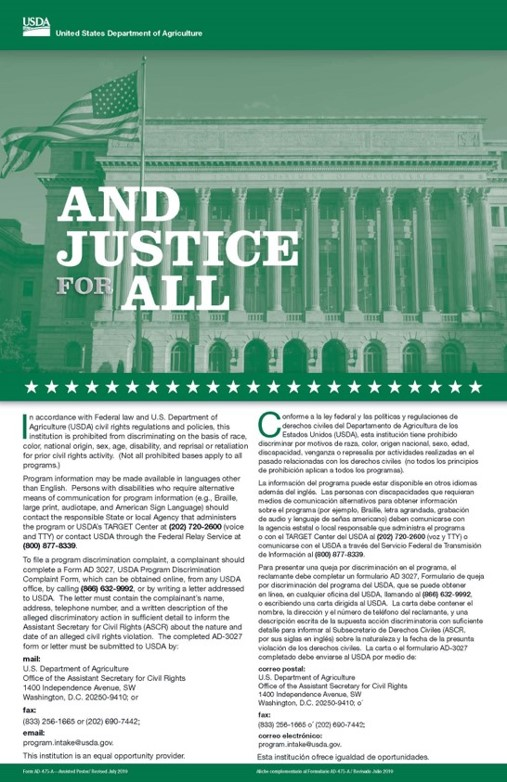 USDA
United States Department of Agriculture
AND
JUSTICE
FOR ALL
In accordance with Federal law and U.S. Department of
Agriculture (USDA) civil rights regulations and policies, this
institution is prohibited from discriminating on the basis of race,
color, national origin, sex, age, disability, and reprisal or retaliation
for prior civil rights activity. (Not all prohibited bases apply to all
programs.)
Program information may be made available in languages other
than English. Persons with disabilities who require alternative
means of communication for program information (e.g., Braille,
large print, audiotape, and American Sign Language) should
contact the responsible State or local Agency that administers
the program or USDA's TARGET Center at (202) 720-2600 (voice
and TTY) or contact USDA through the Federal Relay Service at
(800) 877-8339.
To file a program discrimination complaint, a complainant should
complete a Form AD 3027, USDA Program Discrimination
Complaint Form, which can be obtained online, from any USDA
office, by calling (866) 632-9992, or by writing a letter addressed
to USDA. The letter must contain the complainant's name,
address, telephone number, and a written description of the
alleged discriminatory action in sufficient detail to inform the
Assistant Secretary for Civil Rights (ASCR) about the nature and
date of an alleged civil rights violation. The completed AD-3027
form or letter must be submitted to USDA by:
mail:
U.S. Department of Agriculture
Office of the Assistant Secretary for Civil Rights
1400 Independence Avenue, SW
Washington, D.C. 20250-9410; or
fax:
(833) 256-1665 or (202) 690-7442;
email:
program.intake@usda.gov.
This institution is an equal opportunity provider.
Conforme a la ley federal y las políticas y regulaciones de
derechos civiles del Departamento de Agricultura de los
Estados Unidos (USDA), esta institución tiene prohibido
discriminar por motivos de raza, color, origen nacional, sexo, edad,
discapacidad, venganza o represalia por actividades realizadas en el
pasado relacionadas con los derechos civiles (no todos los principios
de prohibición aplican a todos los programas).
La información del programa puede estar disponible en otros idiomas
además del inglés. Las personas con discapacidades que requieran
medios de comunicación alternativos para obtener información
sobre el programa (por ejemplo, Braille, letra agrandada, grabación
de audio y lenguaje de señas americano) deben comunicarse con
la agencia estatal o local responsable que administra el programa
o con el TARGET Center del USDA al (202) 720-2600 (voz y TTY) o
comunicarse con el USDA a través del Servicio Federal de Transmisión
de Información al (800) 877-8339.
Para presentar una queja por discriminación en el programa, el
reclamante debe completar un formulario AD 3027, Formulario de queja
por discriminación del programa del USDA, que se puede obtener
en línea, en cualquier oficina del USDA, llamando al (866) 632-9992,
o escribiendo una carta dirigida al USDA. La carta debe contener el
nombre, la dirección y el número de teléfono del reclamante, y una
descripción escrita de la supuesta acción discriminatoria con suficiente
detalle para informar al Subsecretario de Derechos Civiles (ASCR,
por sus siglas en inglés) sobre la naturaleza y la fecha de la presunta
violación de los derechos civiles. La carta o el formulario AD-3027
completado debe enviarse al USDA por medio de:
correo postal:
U.S. Department of Agriculture
Office of the Assistant Secretary for Civil Rights
1400 Independence Avenue, SW
Washington, D.C. 20250-9410; o'
fax:
(833) 256-1665 o' (202) 690-7442;
correo electrónico:
program.intake@usda.gov.
Esta institución ofrece igualdad de oportunidades.
Form AD-475-A -- Assisted Poster/ Revised July 2019
Afiche complementario al Formulario AD-475-A / Revisado Julio 2019